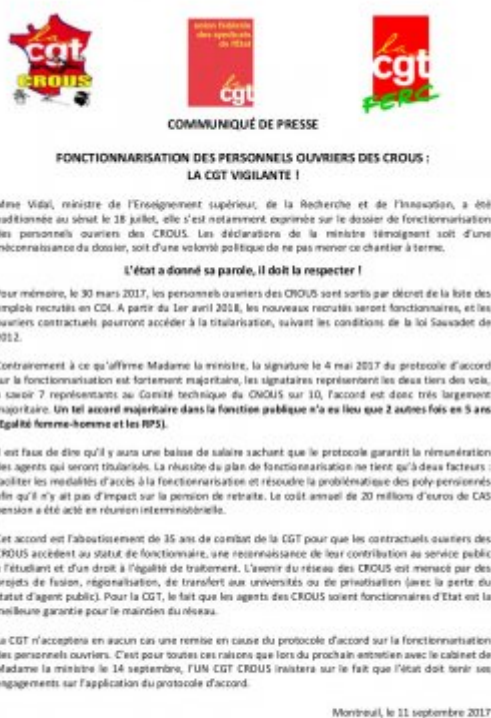 la
cgt
CROUS
union fédérale
des syndicats
de l'État
la
cgt
la
cgt
FERC
COMMUNIQUÉ DE PRESSE
FONCTIONNARISATION DES PERSONNELS OUVRIERS DES CROUS :
LA CGT VIGILANTE !
Mme Vidal, ministre de l'Enseignement supérieur, de la Recherche et de l'Innovation, a été
auditionnée au sénat le 18 juillet, elle s'est notamment exprimée sur le dossier de fonctionnarisation
des personnels ouvriers des CROUS. Les déclarations de la ministre témoignent soit d'une
méconnaissance du dossier, soit d'une volonté politique de ne pas mener ce chantier à terme.
L'état a donné sa parole, il doit la respecter !
Pour mémoire, le 30 mars 2017, les personnels ouvriers des CROUS sont sortis par décret de la liste des
emplois recrutés en CDI. A partir du 1er avril 2018, les nouveaux recrutés seront fonctionnaires, et les
ouvriers contractuels pourront accéder à la titularisation, suivant les conditions de la loi Sauvadet de
2012.
Contrairement à ce qu'affirme Madame la ministre, la signature le 4 mai 2017 du protocole d'accord
sur la fonctionnarisation est fortement majoritaire, les signataires représentent les deux tiers des voix,
à savoir 7 représentants au Comité technique du CNOUS sur 10, l'accord est donc très largement
majoritaire. Un tel accord majoritaire dans la fonction publique n'a eu lieu que 2 autres fois en 5 ans
(Egalité femme-homme et les RPS).
Il est faux de dire qu'il y aura une baisse de salaire sachant que le protocole garantit la rémunération
des agents qui seront titularisés. La réussite du plan de fonctionnarisation ne tient qu'à deux facteurs :
faciliter les modalités d'accès à la fonctionnarisation et résoudre la problématique des poly-pensionnés
afin qu'il n'y ait pas d'impact sur la pension de retraite. Le coût annuel de 20 millions d'euros de CAS
pension a été acté en réunion interministérielle.
Cet accord est l'aboutissement de 35 ans de combat de la CGT pour que les contractuels ouvriers des
CROUS accèdent au statut de fonctionnaire, une reconnaissance de leur contribution au service public
à l'étudiant et d'un droit à l'égalité de traitement. L'avenir du réseau des CROUS est menacé par des
projets de fusion, régionalisation, de transfert aux universités ou de privatisation (avec la perte du
statut d'agent public). Pour la CGT, le fait que les agents des CROUS soient fonctionnaires d'Etat est la
meilleure garantie pour le maintien du réseau.
La CGT n'acceptera en aucun cas une remise en cause du protocole d'accord sur la fonctionnarisation
des personnels ouvriers. C'est pour toutes ces raisons que lors du prochain entretien avec le cabinet de
Madame la ministre le 14 septembre, l'UN CGT CROUS insistera sur le fait que l'état doit tenir ses
engagements sur l'application du protocole d'accord.
Montreuil, le 11 septembre 2017